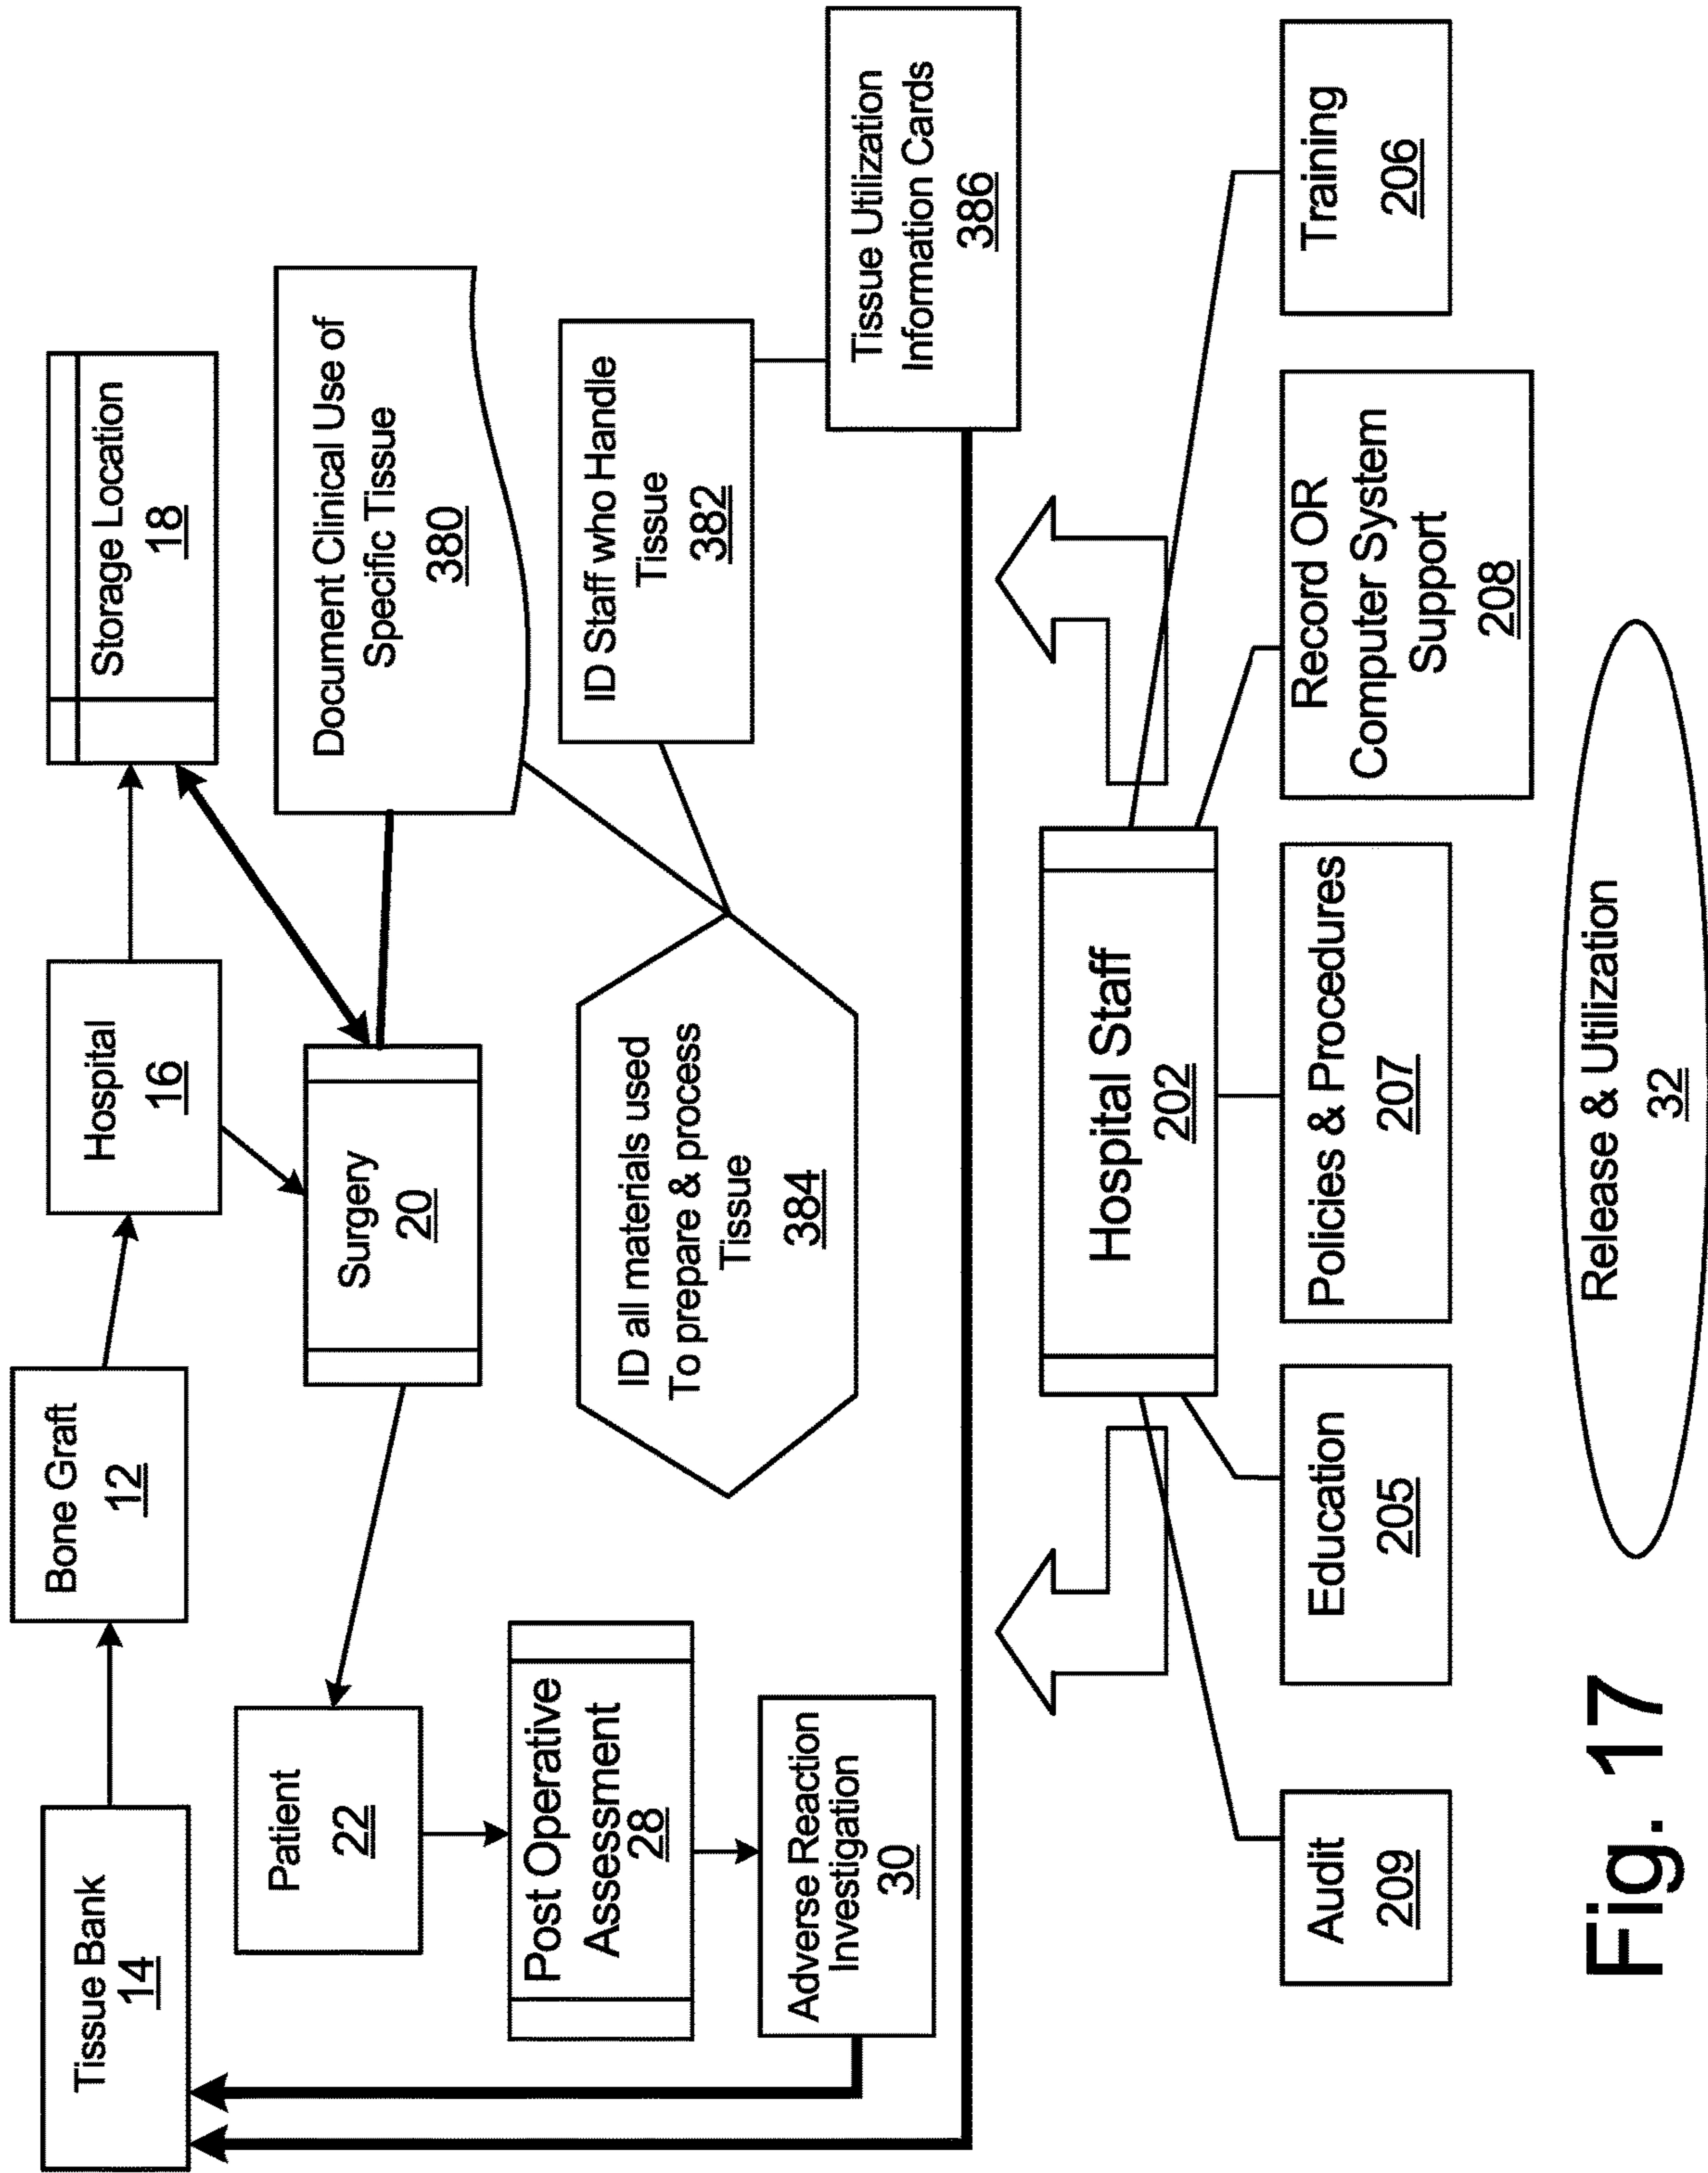 Tissue Bank
14
Bone Graft
12
Hospital
16
Storage Location
18
Patient
22
Surgery
20
Document Clinical Use of
Specific Tissue
380
Post Operative
Assessment
28
ID all materials used
To prepare & process
Tissue
384
ID Staff who Handle
Tissue
382
Adverse Reaction
Investigation
30
Tissue Utilization
Information Cards
386
Hospital Staff
202
Audit
209
Education
205
Policies & Procedures
207
Record OR
Computer System
Support
208
Training
206
Release & Utilization
32
Fig. 17